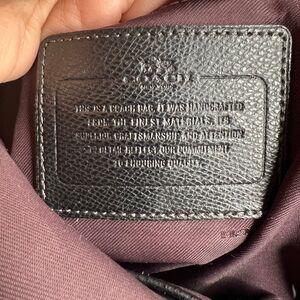 COACH
THIS IS A COACH BAG. IT WAS HANDCRAFTED
FROM THE FINEST MATERIALS. ITS
SUPERIOR CRAFTSMANSHIP AND ATTENTION
TO DETAIL REFLECT OUR COMMITMENT
TO ENDURING QUALITY.